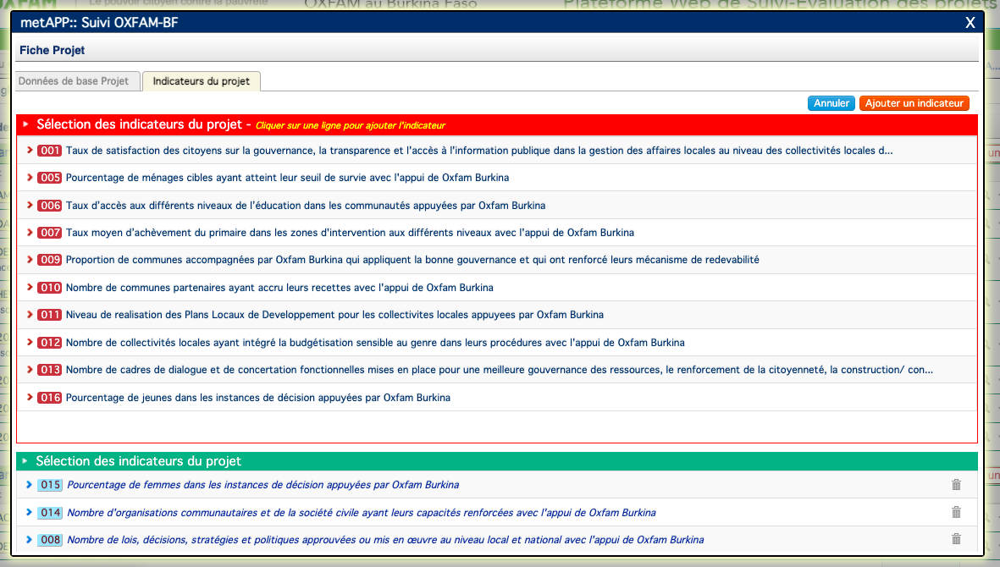 OXFAM Le pouvoir citoyen contre la pauvreté OXFAM au Burkina Faso Plateforme Web de Suivi-Evaluation des projets
metAPP:: Suivi OXFAM-BF X
Fiche Projet
Données de base Projet Indicateurs du projet
Annuler Ajouter un indicateur
Sélection des indicateurs du projet - Cliquer sur une ligne pour ajouter l'indicateur
001 Taux de satisfaction des citoyens sur la gouvernance, la transparence et l'accès à l'information publique dans la gestion des affaires locales au niveau des collectivités locales d...
005 Pourcentage de ménages cibles ayant atteint leur seuil de survie avec l'appui de Oxfam Burkina
006 Taux d'accès aux différents niveaux de l'éducation dans les communautés appuyées par Oxfam Burkina
007 Taux moyen d'achèvement du primaire dans les zones d'intervention aux différents niveaux avec l'appui de Oxfam Burkina
009 Proportion de communes accompagnées par Oxfam Burkina qui appliquent la bonne gouvernance et qui ont renforcé leurs mécanisme de redevabilité
010 Nombre de communes partenaires ayant accru leurs recettes avec l'appui de Oxfam Burkina
011 Niveau de realisation des Plans Locaux de Developpement pour les collectivites locales appuyees par Oxfam Burkina
012 Nombre de collectivités locales ayant intégré la budgétisation sensible au genre dans leurs procédures avec l'appui de Oxfam Burkina
013 Nombre de cadres de dialogue et de concertation fonctionnelles mises en place pour une meilleure gouvernance des ressources, le renforcement de la citoyenneté, la construction/ con...
016 Pourcentage de jeunes dans les instances de décision appuyées par Oxfam Burkina
Sélection des indicateurs du projet
015 Pourcentage de femmes dans les instances de décision appuyées par Oxfam Burkina
014 Nombre d'organisations communautaires et de la société civile ayant leurs capacités renforcées avec l'appui de Oxfam Burkina
008 Nombre de lois, décisions, stratégies et politiques approuvées ou mis en œuvre au niveau local et national avec l'appui de Oxfam Burkina